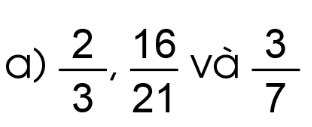 a) 2/3, 16/21 và 3/7